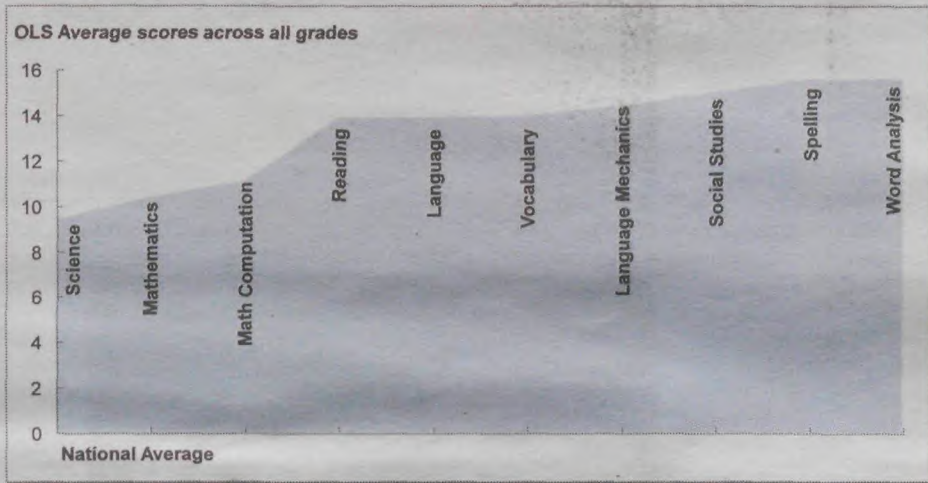 OLS Average scores across all grades
16
14
12
10
8
6
4
2
0
Science
Mathematics
Math Computation
Reading
Language
Vocabulary
Language Mechanics
Social Studies
Spelling
Word Analysis
National Average